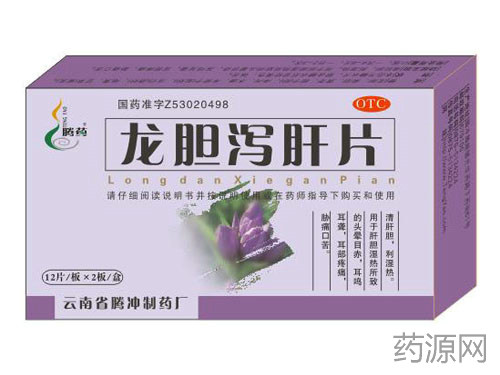 腾药
国药准字Z53020498
OTC
龙胆泻肝片
LongdanXieganPian
请仔细阅读说明书并按说明使用或在药师指导下购买和使用
清肝胆，利湿热。
用于肝胆湿热所致
的头晕目赤，耳鸣
耳聋，耳部疼痛，
胁痛口苦。
12片/板×2板/盒
云南省腾冲制药厂
药源网